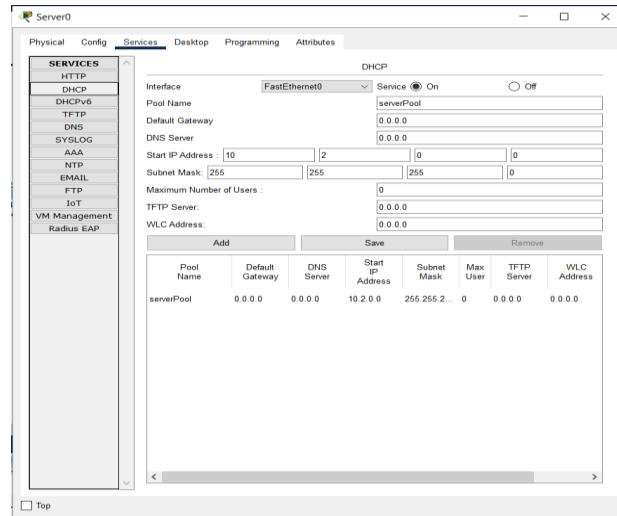 Server0
Physical Config Services Desktop Programming Attributes
SERVICES
HTTP
DHCP
DHCPv6
TFTP
DNS
SYSLOG
AAA
NTP
EMAIL
FTP
IoT
VM Management
Radius EAP
DHCP
Interface FastEthernet0 Service On Off
Pool Name serverPool
Default Gateway 0.0.0.0
DNS Server 0.0.0.0
Start IP Address : 10 2 0 0
Subnet Mask: 255 255 255 0
Maximum Number of Users : 0
TFTP Server: 0.0.0.0
WLC Address: 0.0.0.0
Add Save Remove
Pool Name Default Gateway DNS Server Start IP Address Subnet Mask Max User TFTP Server WLC Address
serverPool 0.0.0.0 0.0.0.0 10.2.0.0 255.255.2... 0 0.0.0.0 0.0.0.0
Top